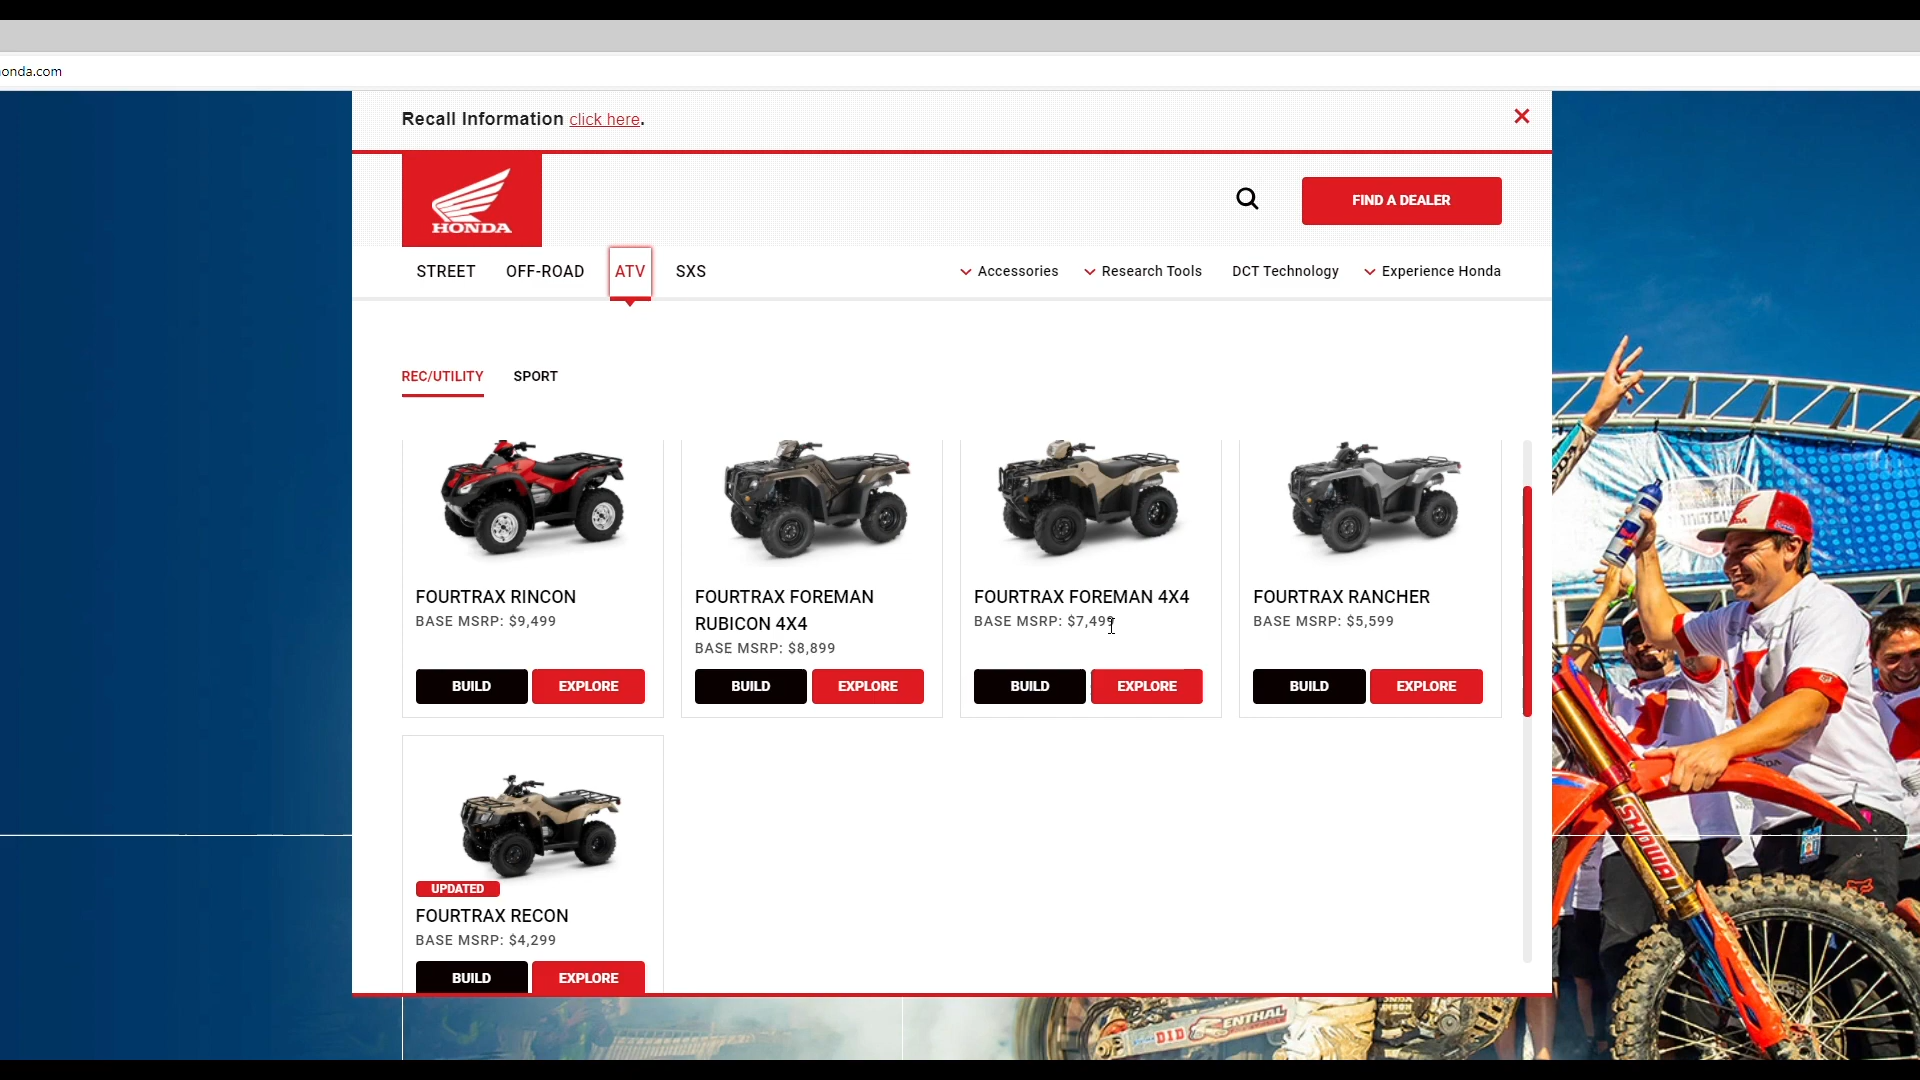 onda.com
Recall Information click here.
HONDA
FIND A DEALER
STREET OFF-ROAD ATV SXS Accessories Research Tools DCT Technology Experience Honda
REC/UTILITY SPORT
FOURTRAX RINCON
BASE MSRP: $9,499
BUILD EXPLORE
FOURTRAX FOREMAN
RUBICON 4X4
BASE MSRP: $8,899
BUILD EXPLORE
FOURTRAX FOREMAN 4X4
BASE MSRP: $7,499
BUILD EXPLORE
FOURTRAX RANCHER
BASE MSRP: $5,599
BUILD EXPLORE
UPDATED
FOURTRAX RECON
BASE MSRP: $4,299
BUILD EXPLORE
SHOWA
D.I.D
ENTHAL